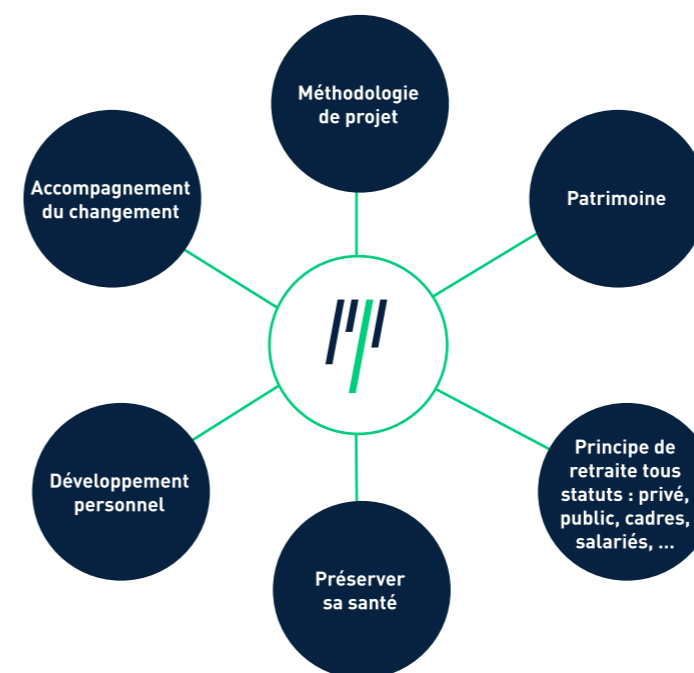 Méthodologie
de projet
Accompagnement
du changement
Patrimoine
Développement
personnel
Principe de
retraite tous
statuts : privé,
public, cadres,
salariés, ...
Préserver
sa santé